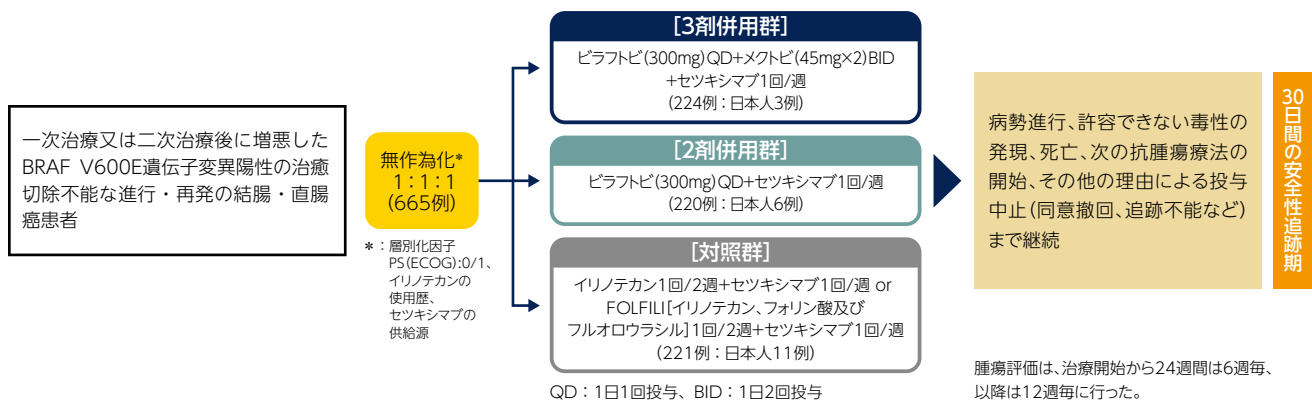 一次治療又は二次治療後に増悪した
BRAF V600E遺伝子変異陽性の治癒
切除不能な進行・再発の結腸・直腸
癌患者
無作為化*
1：1：1
(665例)
*：層別化因子
PS(ECOG):0/1、
イリノテカンの
使用歴、
セツキシマブの
供給源
[3剤併用群]
ビラフトビ(300mg)QD+メクトビ(45mg×2)BID
+セツキシマブ1回/週
(224例：日本人3例)
[2剤併用群]
ビラフトビ(300mg)QD+セツキシマブ1回/週
(220例：日本人6例)
[対照群]
イリノテカン1回/2週+セツキシマブ1回/週 or
FOLFILI[イリノテカン、フォリン酸及び
フルオロウラシル]1回/2週+セツキシマブ1回/週
(221例：日本人11例)
QD：1日1回投与、BID：1日2回投与
病勢進行、許容できない毒性の
発現、死亡、次の抗腫瘍療法の
開始、その他の理由による投与
中止(同意撤回、追跡不能など)
まで継続
30日間の安全性追跡期
腫瘍評価は、治療開始から24週間は6週毎、
以降は12週毎に行った。